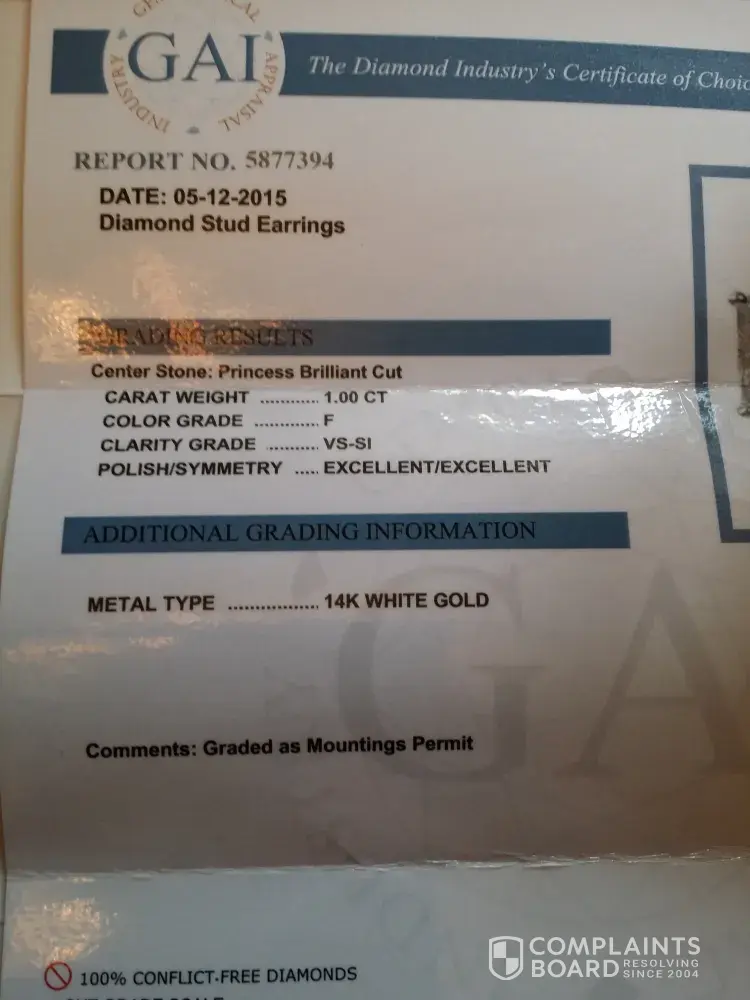 GAI
INDUSTRY
APPRAISAL
The Diamond Industry's Certificate of
REPORT NO. 5877394
DATE: 05-12-2015
Diamond Stud Earrings
GRADING RESULTS
Center Stone: Princess Brilliant Cut
CARAT WEIGHT ........... 1.00 CT
COLOR GRADE ............ F
CLARITY GRADE .......... VS-SI
POLISH/SYMMETRY ..... EXCELLENT/EXCELLENT
ADDITIONAL GRADING INFORMATION
METAL TYPE ................. 14K WHITE GOLD
GA
Comments: Graded as Mountings Permit
100% CONFLICT-FREE DIAMONDS
COMPLAINTS
BOARD RESOLVING
SINCE 2004